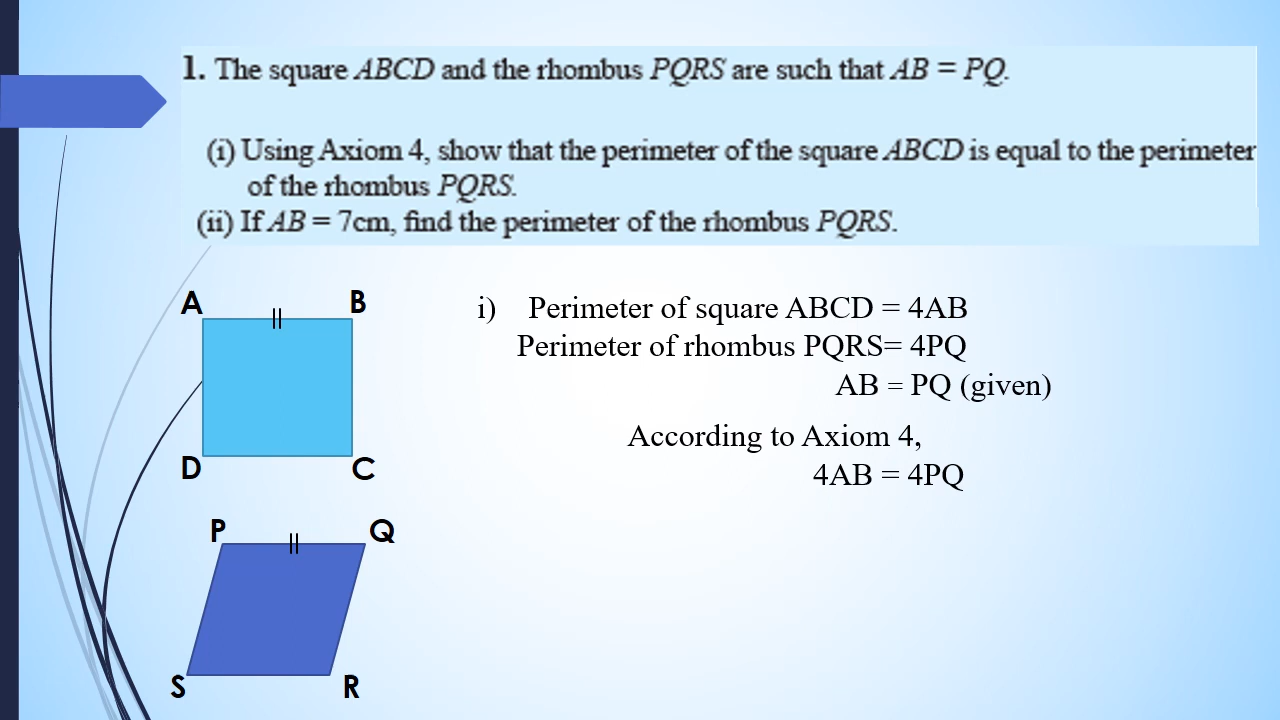 1. The square ABCD and the rhombus PQRS are such that AB = PQ.
(i) Using Axiom 4, show that the perimeter of the square ABCD is equal to the perimeter
of the rhombus PQRS.
(ii) If AB = 7cm, find the perimeter of the rhombus PQRS.
A B
D C
P Q
S R
i) Perimeter of square ABCD = 4AB
Perimeter of rhombus PQRS= 4PQ
AB = PQ (given)
According to Axiom 4,
4AB = 4PQ